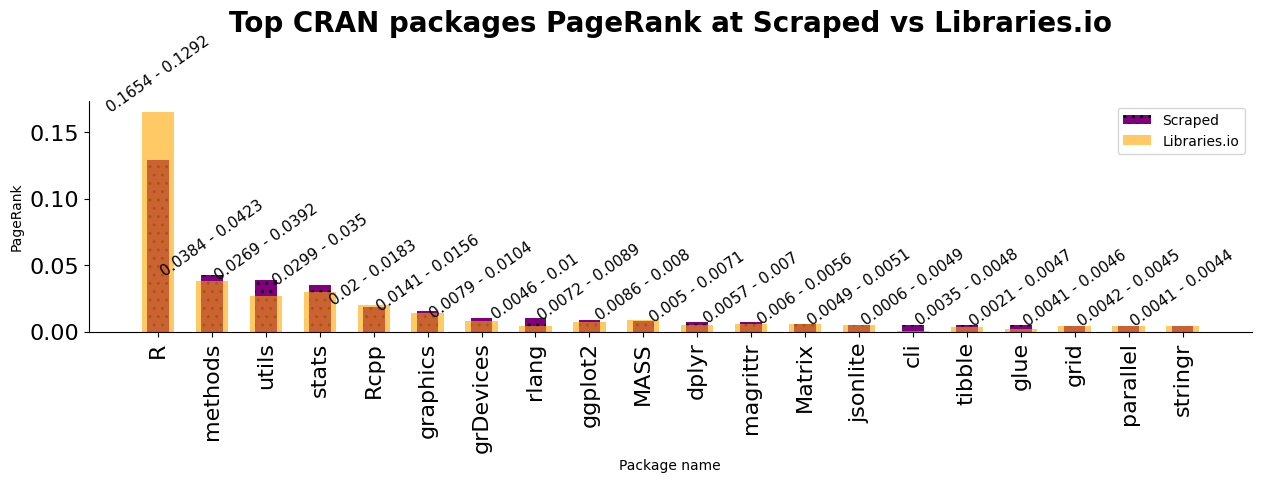 Top CRAN packages PageRank at Scraped vs Libraries.io
0.1654 - 0.1292
0.0384 - 0.0423
0.0269 - 0.0392
0.0299 - 0.035
0.02 - 0.0183
0.0141 - 0.0156
0.0079 - 0.0104
0.0046 - 0.01
0.0072 - 0.0089
0.0086 - 0.008
0.005 - 0.0071
0.0057 - 0.007
0.006 - 0.0056
0.0049 - 0.0051
0.0006 - 0.0049
0.0035 - 0.0048
0.0021 - 0.0047
0.0041 - 0.0046
0.0042 - 0.0045
0.0041 - 0.0044
Scraped
Libraries.io
PageRank
0.15
0.10
0.05
0.00
R
methods
utils
stats
Rcpp
graphics
grDevices
rlang
ggplot2
MASS
dplyr
magrittr
Matrix
jsonlite
cli
tibble
glue
grid
parallel
stringr
Package name